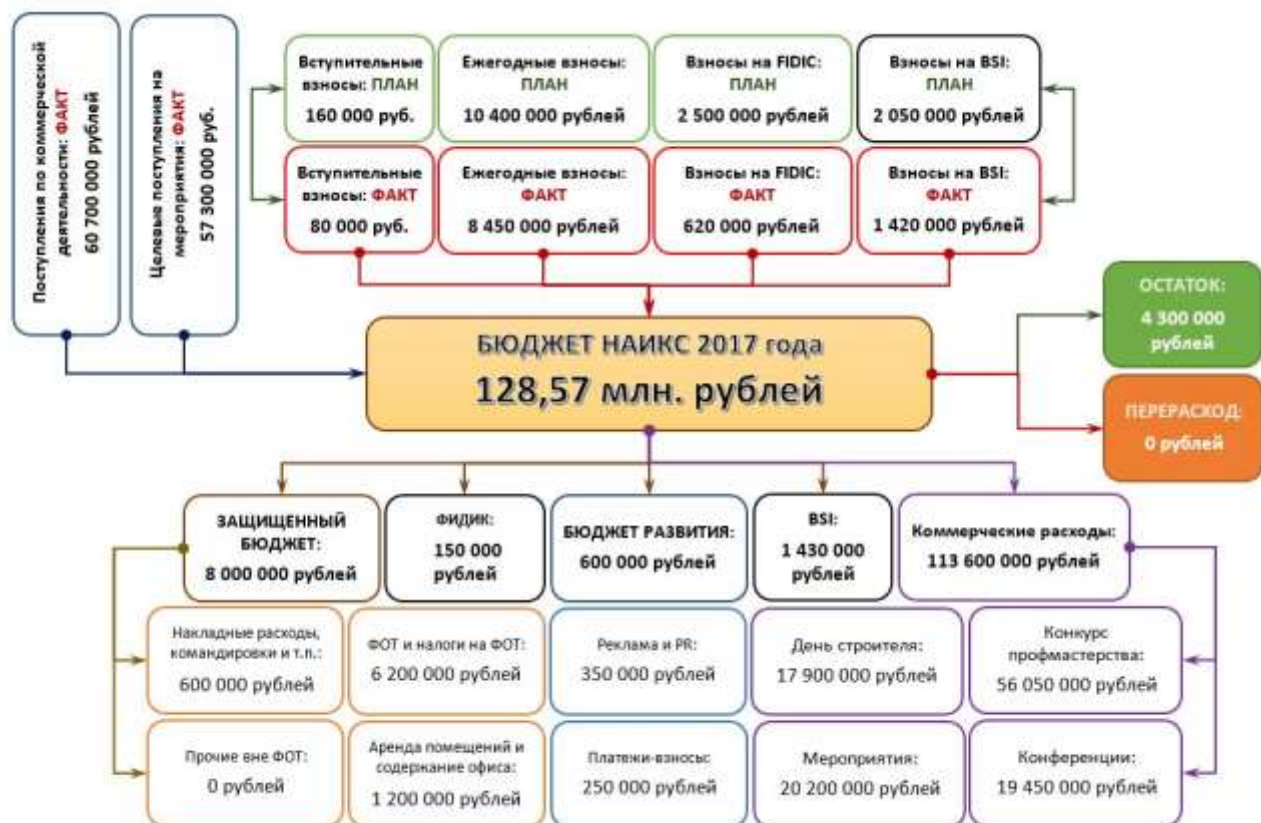 Поступления по коммерческой
деятельности: ФАКТ
60 700 000 рублей
Целевые поступления на
мероприятия: ФАКТ
57 300 000 руб.
Вступительные
взносы: ПЛАН
160 000 руб.
Ежегодные взносы:
ПЛАН
10 400 000 рублей
Взносы на FIDIC:
ПЛАН
2 500 000 рублей
Взносы на BSI:
ПЛАН
2 050 000 рублей
Вступительные
взносы: ФАКТ
80 000 руб.
Ежегодные взносы:
ФАКТ
8 450 000 рублей
Взносы на FIDIC:
ФАКТ
620 000 рублей
Взносы на BSI:
ФАКТ
1 420 000 рублей
БЮДЖЕТ НАИКС 2017 года
128,57 млн. рублей
ОСТАТОК:
4 300 000
рублей
ПЕРЕРАСХОД:
0 рублей
ЗАЩИЩЕННЫЙ
БЮДЖЕТ:
8 000 000 рублей
ФИДИК:
150 000
рублей
БЮДЖЕТ РАЗВИТИЯ:
600 000 рублей
BSI:
1 430 000
рублей
Коммерческие расходы:
113 600 000 рублей
Накладные расходы,
командировки и т.п.:
600 000 рублей
ФОТ и налоги на ФОТ:
6 200 000 рублей
Реклама и PR:
350 000 рублей
День строителя:
17 900 000 рублей
Конкурс
профмастерства:
56 050 000 рублей
Прочие вне ФОТ:
0 рублей
Аренда помещений и
содержание офиса:
1 200 000 рублей
Платежи-взносы:
250 000 рублей
Мероприятия:
20 200 000 рублей
Конференции:
19 450 000 рублей